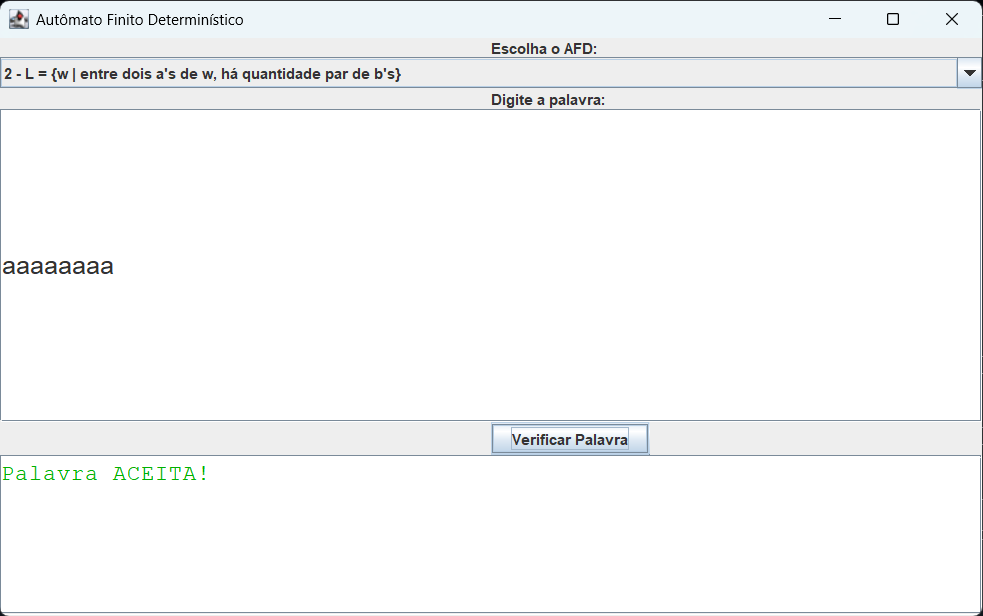 Autômato Finito Determinístico
Escolha o AFD:
2 - L = {w | entre dois a's de w, há quantidade par de b's}
Digite a palavra:
aaaaaaaa
Verificar Palavra
Palavra ACEITA!